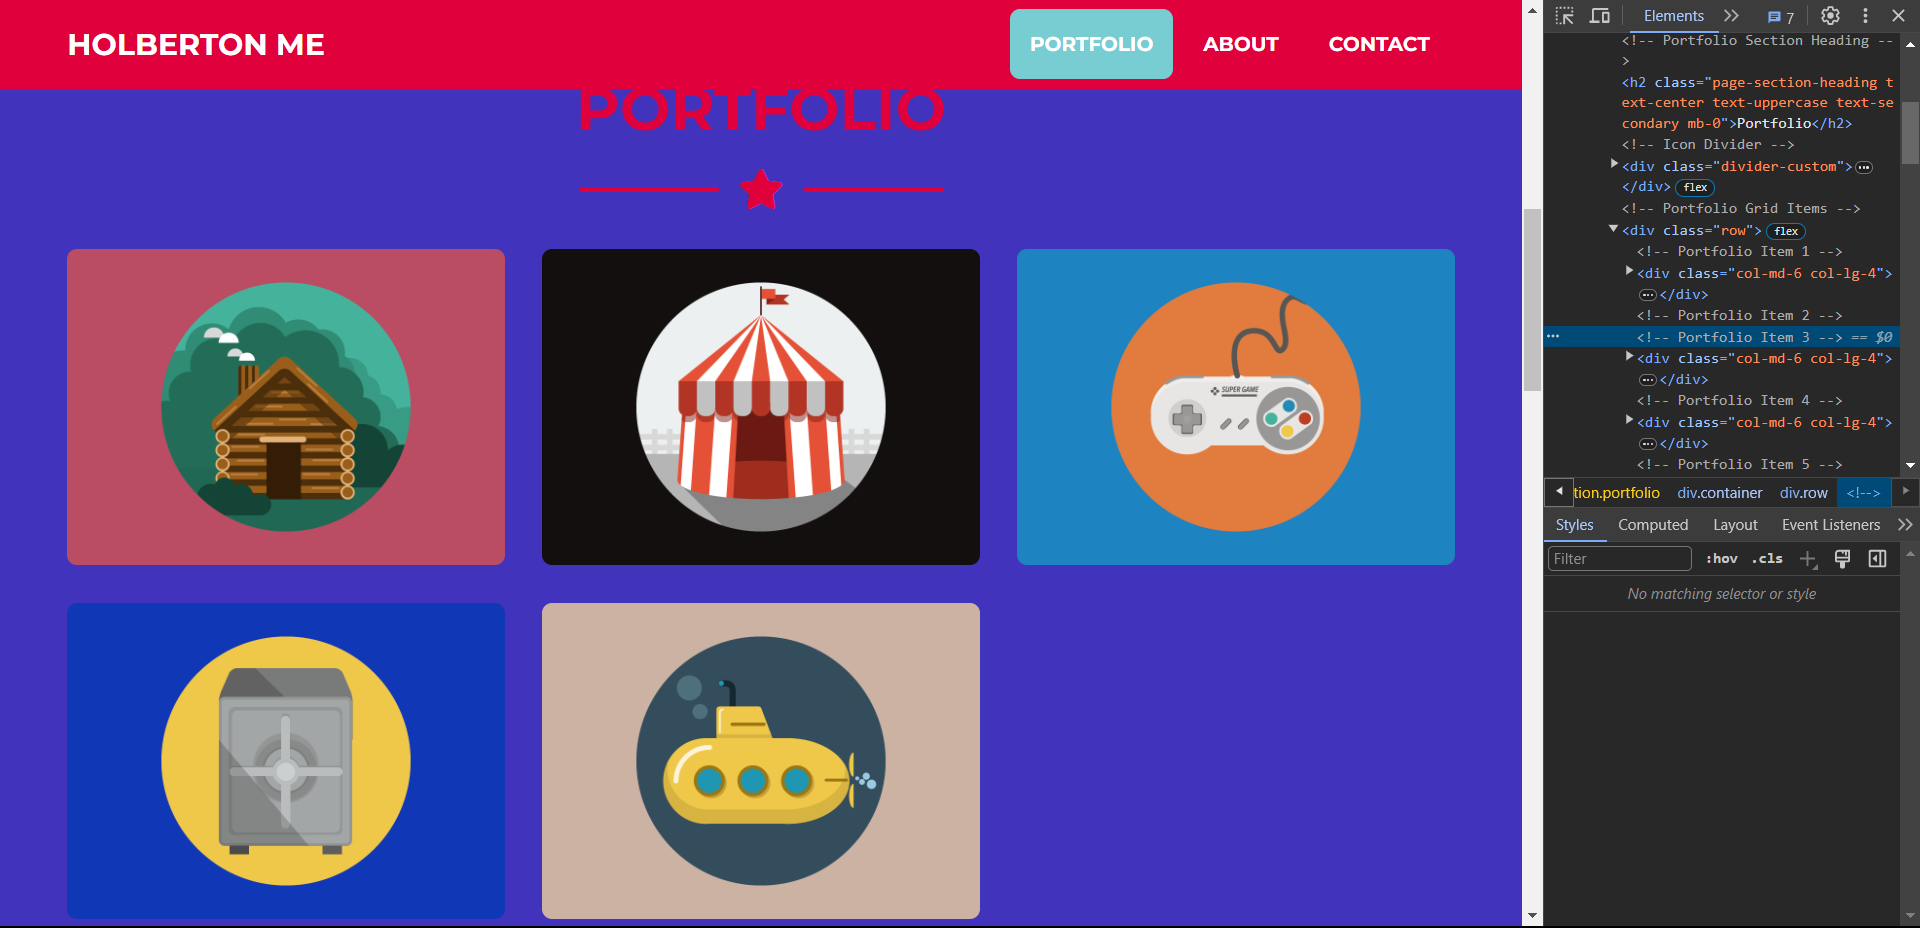 HOLBERTON ME
PORTFOLIO
ABOUT
CONTACT
PORTFOLIO
SUPER GAME
Elements
7
<!-- Portfolio Section Heading --
>
<h2 class="page-section-heading t
ext-center text-uppercase text-se
condary mb-0">Portfolio</h2>
<!-- Icon Divider -->
<div class="divider-custom">
</div> flex
<!-- Portfolio Grid Items -->
<div class="row"> flex
<!-- Portfolio Item 1 -->
<div class="col-md-6 col-lg-4">
</div>
<!-- Portfolio Item 2 -->
<!-- Portfolio Item 3 --> == $0
<div class="col-md-6 col-lg-4">
</div>
<!-- Portfolio Item 4 -->
<div class="col-md-6 col-lg-4">
</div>
<!-- Portfolio Item 5 -->
tion.portfolio div.container div.row <!-->
Styles Computed Layout Event Listeners
Filter :hov .cls
No matching selector or style